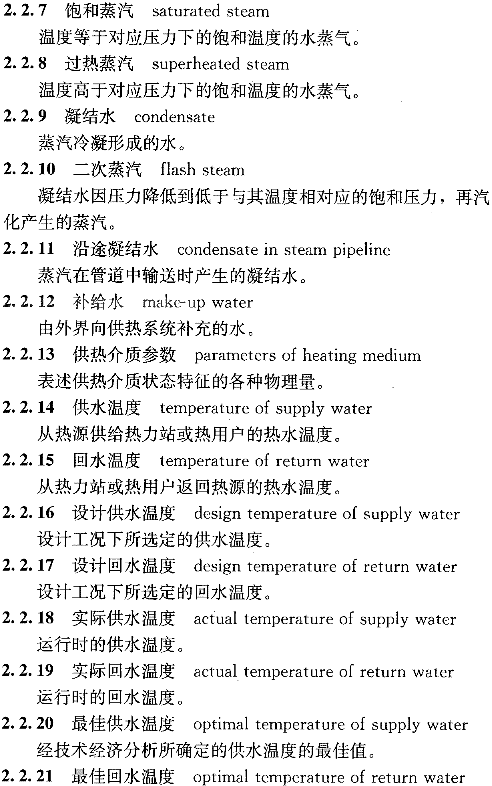 2.2.7 饱和蒸汽 saturated steam
温度等于对应压力下的饱和温度的水蒸气。
2.2.8 过热蒸汽 superheated steam
温度高于对应压力下的饱和温度的水蒸气。
2.2.9 凝结水 condensate
蒸汽冷凝形成的水。
2.2.10 二次蒸汽 flash steam
凝结水因压力降低到低于与其温度相对应的饱和压力，再汽
化产生的蒸汽。
2.2.11 沿途凝结水 condensate in steam pipeline
蒸汽在管道中输送时产生的凝结水。
2.2.12 补给水 make-up water
由外界向供热系统补充的水。
2.2.13 供热介质参数 parameters of heating medium
表述供热介质状态特征的各种物理量。
2.2.14 供水温度 temperature of supply water
从热源供给热力站或热用户的热水温度。
2.2.15 回水温度 temperature of return water
从热力站或热用户返回热源的热水温度。
2.2.16 设计供水温度 design temperature of supply water
设计工况下所选定的供水温度。
2.2.17 设计回水温度 design temperature of return water
设计工况下所选定的回水温度。
2.2.18 实际供水温度 actual temperature of supply water
运行时的供水温度。
2.2.19 实际回水温度 actual temperature of return water
运行时的回水温度。
2.2.20 最佳供水温度 optimal temperature of supply water
经技术经济分析所确定的供水温度的最佳值。
2.2.21 最佳回水温度 optimal temperature of return water